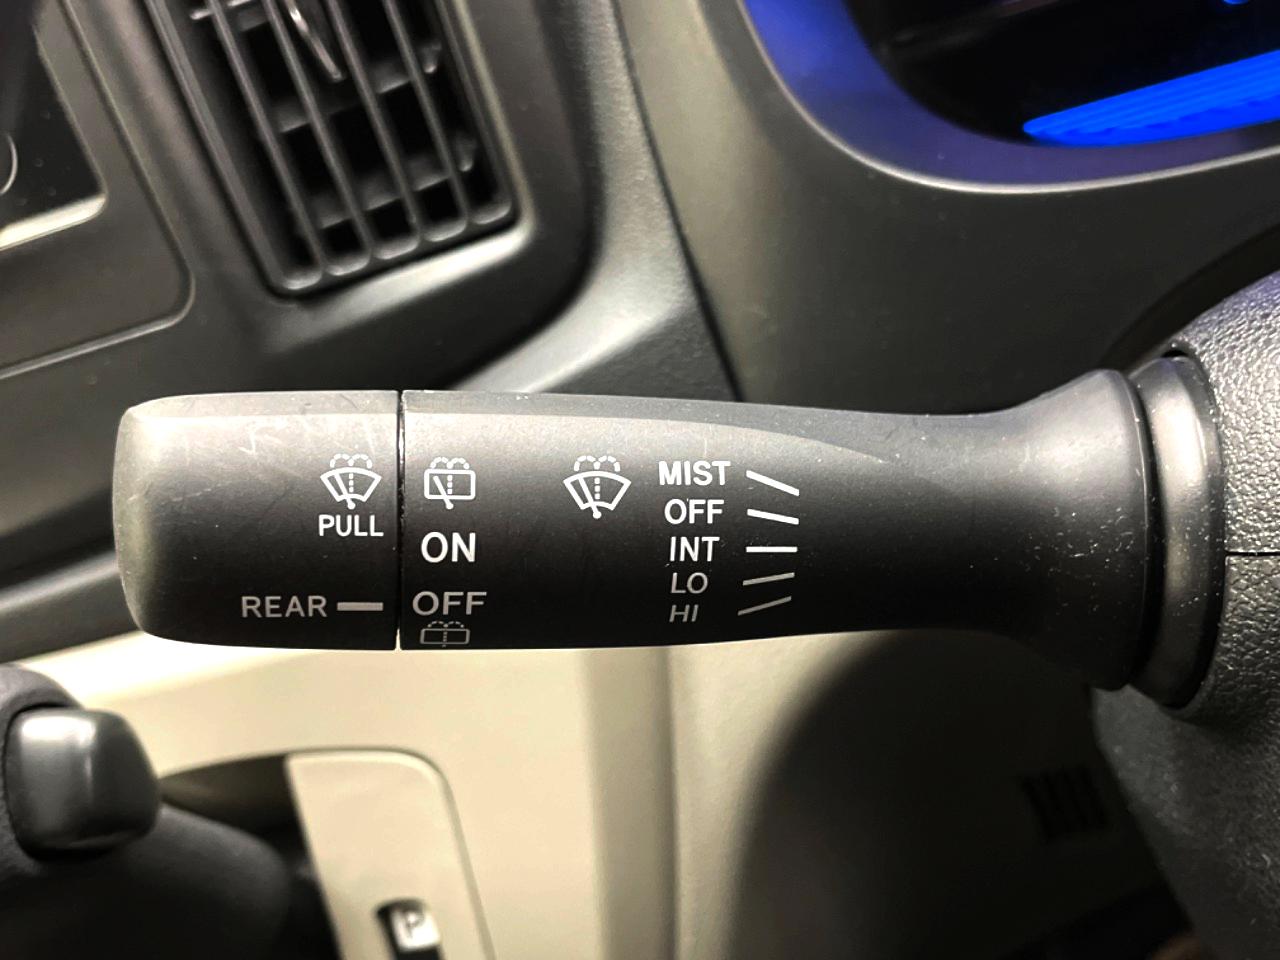 PULL
REAR
ON
OFF
MIST
OFF
INT
LO
HI
P